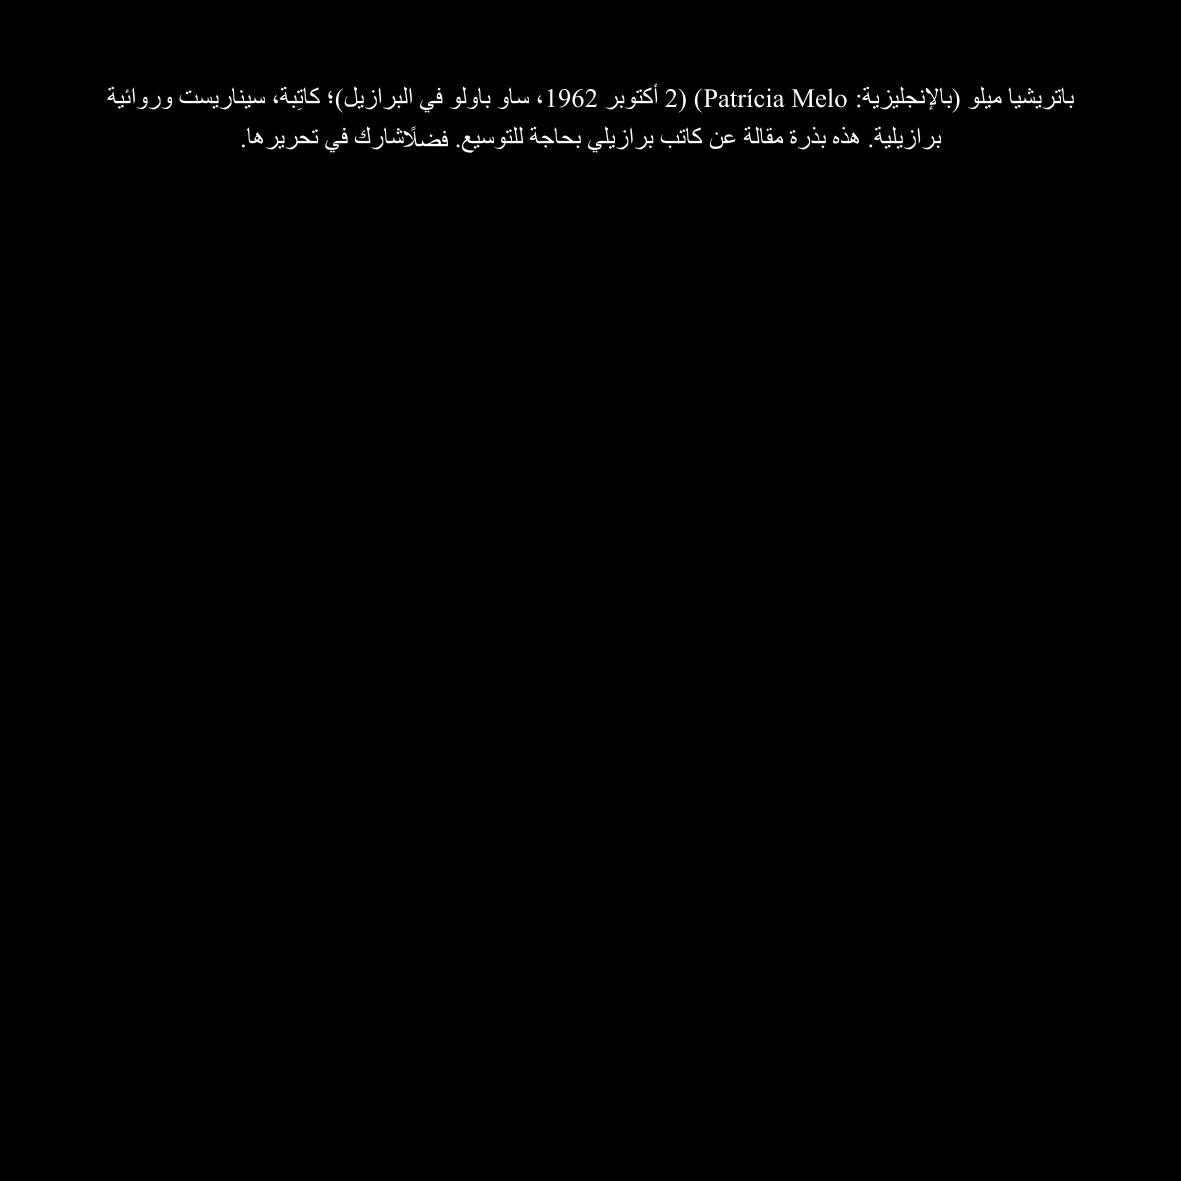 باتريشيا ميلو (بالإنجليزية: Patrícia Melo) (2 أكتوبر 1962، ساو باولو في البرازيل)؛ كاتِبة، سيناريست وروائية
برازيلية. هذه بذرة مقالة عن كاتب برازيلي بحاجة للتوسيع. فضلًاشارك في تحريرها.